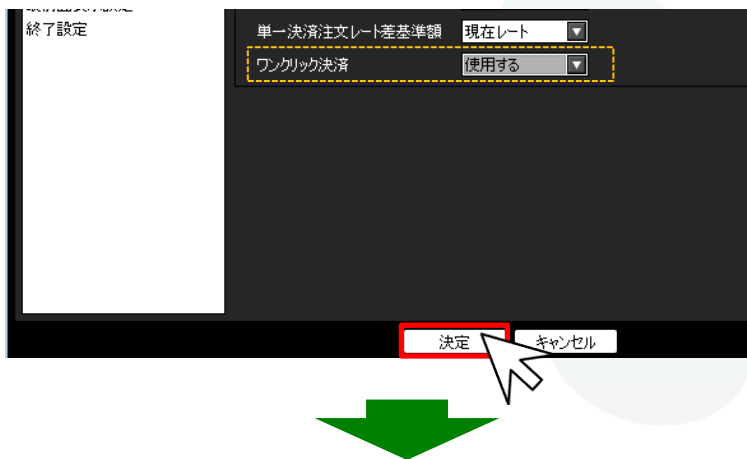 終了設定
単一決済注文レート差基準額 現在レート
ワンクリック決済 使用する
決定 キャンセル